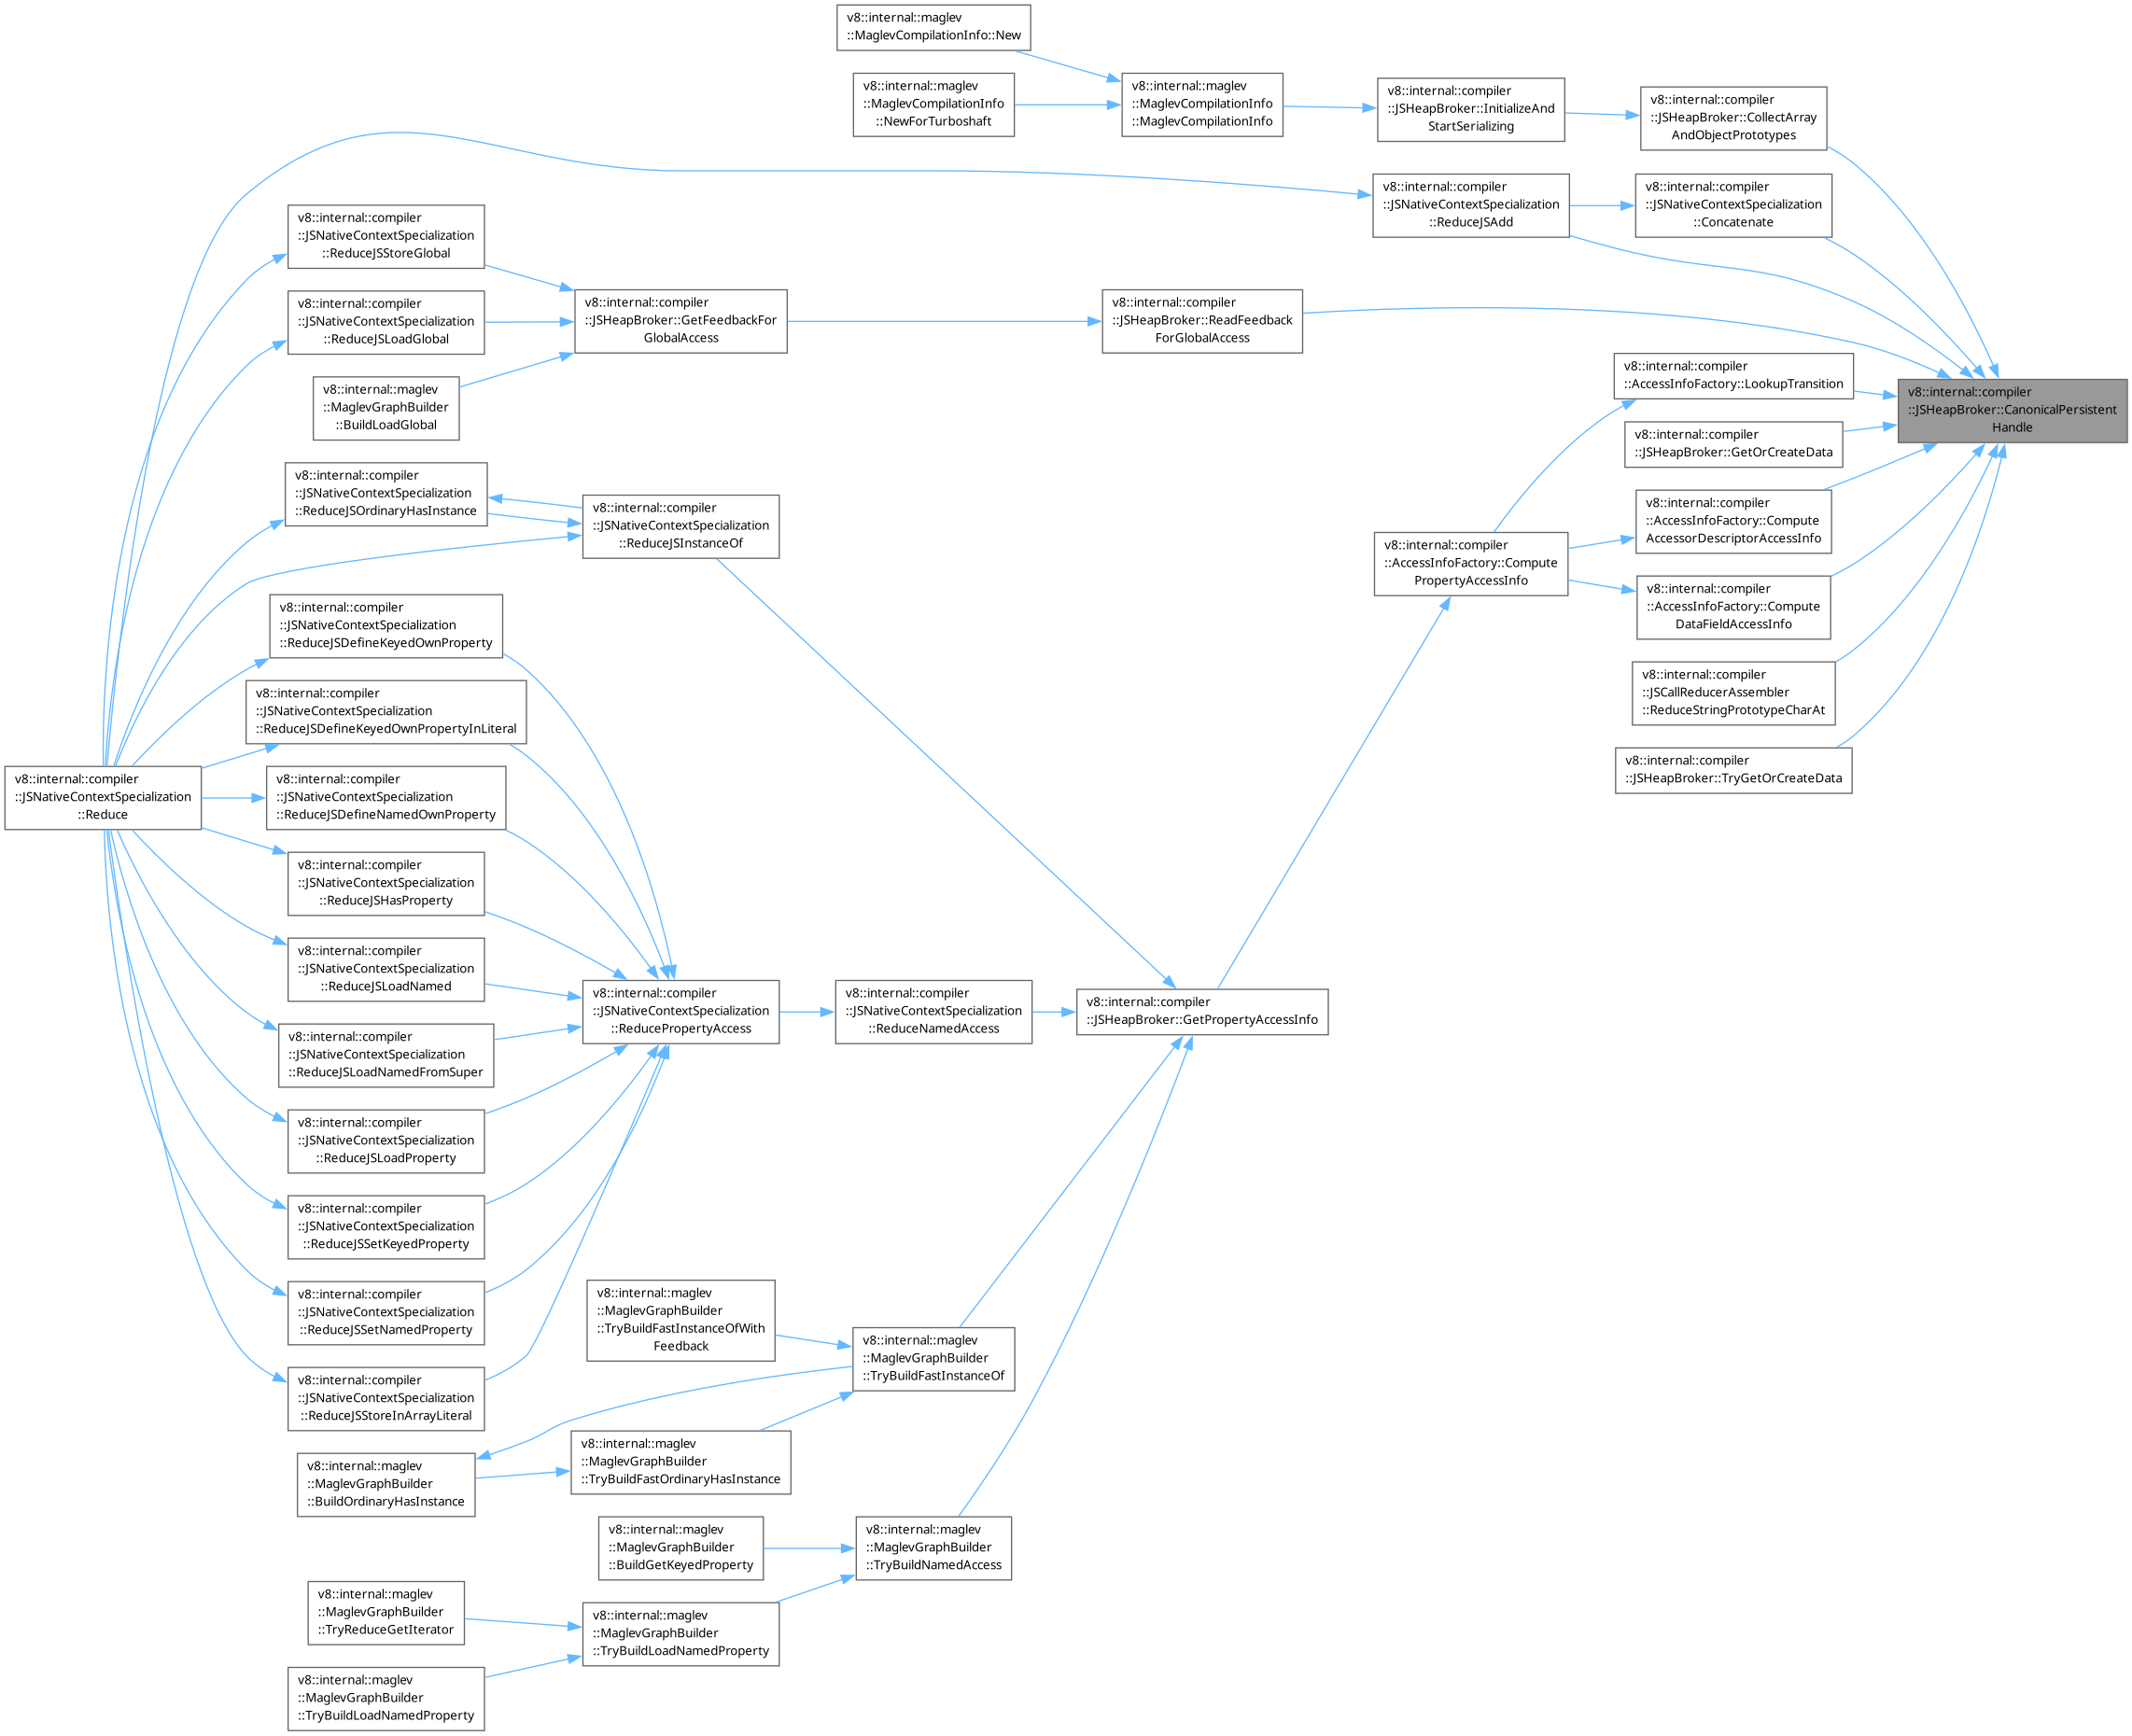 v8::internal::maglev
::MaglevCompilationInfo::New
v8::internal::maglev
::MaglevCompilationInfo
::NewForTurboshaft
v8::internal::maglev
::MaglevCompilationInfo
::MaglevCompilationInfo
v8::internal::compiler
::JSHeapBroker::InitializeAnd
StartSerializing
v8::internal::compiler
::JSHeapBroker::CollectArray
AndObjectPrototypes
v8::internal::compiler
::JSNativeContextSpecialization
::ReduceJSAdd
v8::internal::compiler
::JSNativeContextSpecialization
::Concatenate
v8::internal::compiler
::JSNativeContextSpecialization
::ReduceJSStoreGlobal
v8::internal::compiler
::JSNativeContextSpecialization
::ReduceJSLoadGlobal
v8::internal::compiler
::JSHeapBroker::GetFeedbackFor
GlobalAccess
v8::internal::compiler
::JSHeapBroker::ReadFeedback
ForGlobalAccess
v8::internal::maglev
::MaglevGraphBuilder
::BuildLoadGlobal
v8::internal::compiler
::AccessInfoFactory::LookupTransition
v8::internal::compiler
::JSHeapBroker::CanonicalPersistent
Handle
v8::internal::compiler
::JSHeapBroker::GetOrCreateData
v8::internal::compiler
::JSNativeContextSpecialization
::ReduceJSOrdinaryHasInstance
v8::internal::compiler
::JSNativeContextSpecialization
::ReduceJSInstanceOf
v8::internal::compiler
::AccessInfoFactory::Compute
AccessorDescriptorAccessInfo
v8::internal::compiler
::AccessInfoFactory::Compute
PropertyAccessInfo
v8::internal::compiler
::AccessInfoFactory::Compute
DataFieldAccessInfo
v8::internal::compiler
::JSNativeContextSpecialization
::ReduceJSDefineKeyedOwnProperty
v8::internal::compiler
::JSCallReducerAssembler
::ReduceStringPrototypeCharAt
v8::internal::compiler
::JSNativeContextSpecialization
::ReduceJSDefineKeyedOwnPropertyInLiteral
v8::internal::compiler
::JSHeapBroker::TryGetOrCreateData
v8::internal::compiler
::JSNativeContextSpecialization
::Reduce
v8::internal::compiler
::JSNativeContextSpecialization
::ReduceJSDefineNamedOwnProperty
v8::internal::compiler
::JSNativeContextSpecialization
::ReduceJSHasProperty
v8::internal::compiler
::JSNativeContextSpecialization
::ReduceJSLoadNamed
v8::internal::compiler
::JSNativeContextSpecialization
::ReducePropertyAccess
v8::internal::compiler
::JSNativeContextSpecialization
::ReduceNamedAccess
v8::internal::compiler
::JSHeapBroker::GetPropertyAccessInfo
v8::internal::compiler
::JSNativeContextSpecialization
::ReduceJSLoadNamedFromSuper
v8::internal::compiler
::JSNativeContextSpecialization
::ReduceJSLoadProperty
v8::internal::compiler
::JSNativeContextSpecialization
::ReduceJSSetKeyedProperty
v8::internal::compiler
::JSNativeContextSpecialization
::ReduceJSSetNamedProperty
v8::internal::maglev
::MaglevGraphBuilder
::TryBuildFastInstanceOfWith
Feedback
v8::internal::maglev
::MaglevGraphBuilder
::TryBuildFastInstanceOf
v8::internal::compiler
::JSNativeContextSpecialization
::ReduceJSStoreInArrayLiteral
v8::internal::maglev
::MaglevGraphBuilder
::TryBuildFastOrdinaryHasInstance
v8::internal::maglev
::MaglevGraphBuilder
::BuildOrdinaryHasInstance
v8::internal::maglev
::MaglevGraphBuilder
::BuildGetKeyedProperty
v8::internal::maglev
::MaglevGraphBuilder
::TryBuildNamedAccess
v8::internal::maglev
::MaglevGraphBuilder
::TryReduceGetIterator
v8::internal::maglev
::MaglevGraphBuilder
::TryBuildLoadNamedProperty
v8::internal::maglev
::MaglevGraphBuilder
::TryBuildLoadNamedProperty